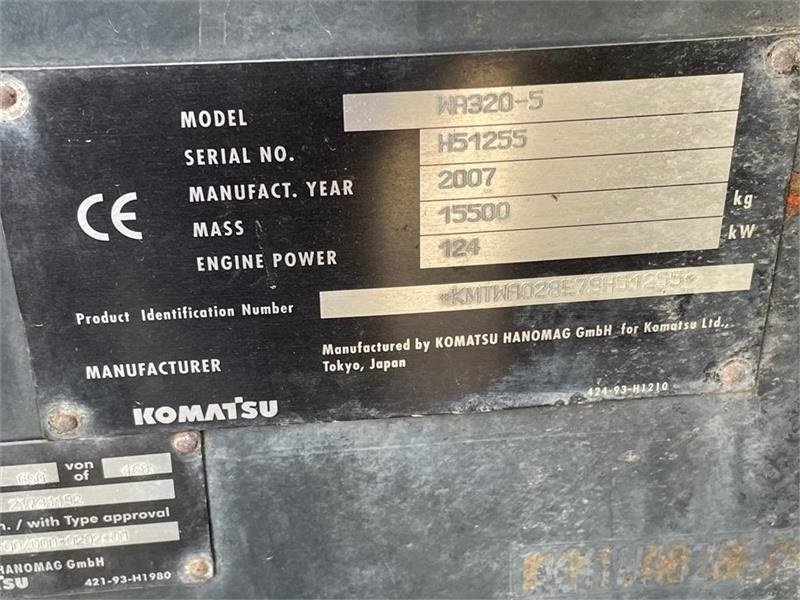 MODEL WA320-5
SERIAL NO. H51255
MANUFACT. YEAR 2007
MASS 15500 kg
ENGINE POWER 124 kW
CE
Product Identification Number
MANUFACTURER
Manufactured by KOMATSU HANOMAG GmbH for Komatsu Ltd.,
Tokyo, Japan
KOMATSU
424-93-H1210
von
of
/ with Type approval
HANOMAG GmbH
421-93-H1980